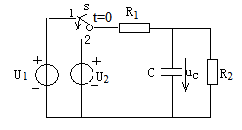 1 S t=0 R1
2
+ U1 −
+ U2 −
C uc R2